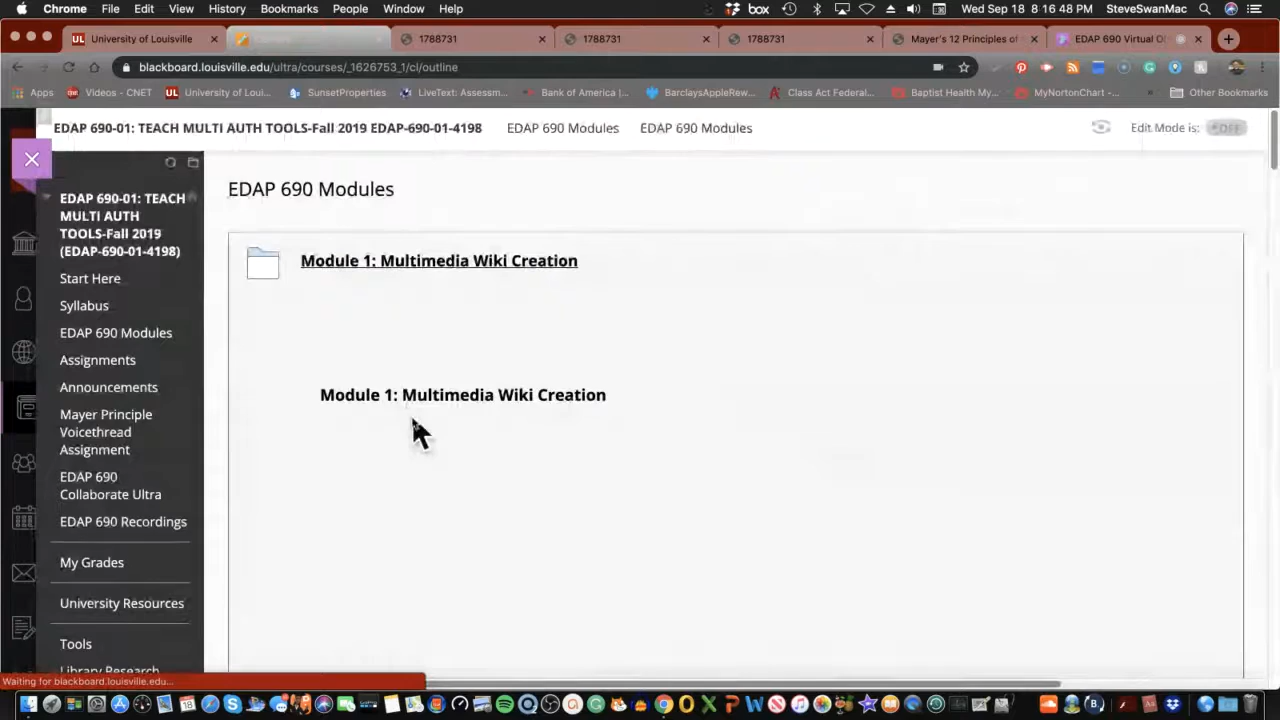 Chrome File Edit View History Bookmarks People Window Help box Wed Sep 18 8:16:48 PM SteveSwanMac
University of Louisville 1788731 1788731 1788731 Mayer's 12 Principles of EDAP 690 Virtual O
blackboard.louisville.edu/ultra/courses/_1626753_1/cl/outline
Apps Videos - CNET University of Loui... SunsetProperties LiveText: Assessm... Bank of America |... BarclaysAppleRew... Class Act Federal... Baptist Health My... MyNortonChart -... Other Bookmarks
EDAP 690-01: TEACH MULTI AUTH TOOLS-Fall 2019 EDAP-690-01-4198 EDAP 690 Modules EDAP 690 Modules Edit Mode is: OFF
EDAP 690-01: TEACH
MULTI AUTH
TOOLS-Fall 2019
(EDAP-690-01-4198)
Start Here
Syllabus
EDAP 690 Modules
Assignments
Announcements
Mayer Principle
Voicethread
Assignment
EDAP 690
Collaborate Ultra
EDAP 690 Recordings
My Grades
University Resources
Tools
Library Research
EDAP 690 Modules
Module 1: Multimedia Wiki Creation
Module 1: Multimedia Wiki Creation
Waiting for blackboard.louisville.edu...